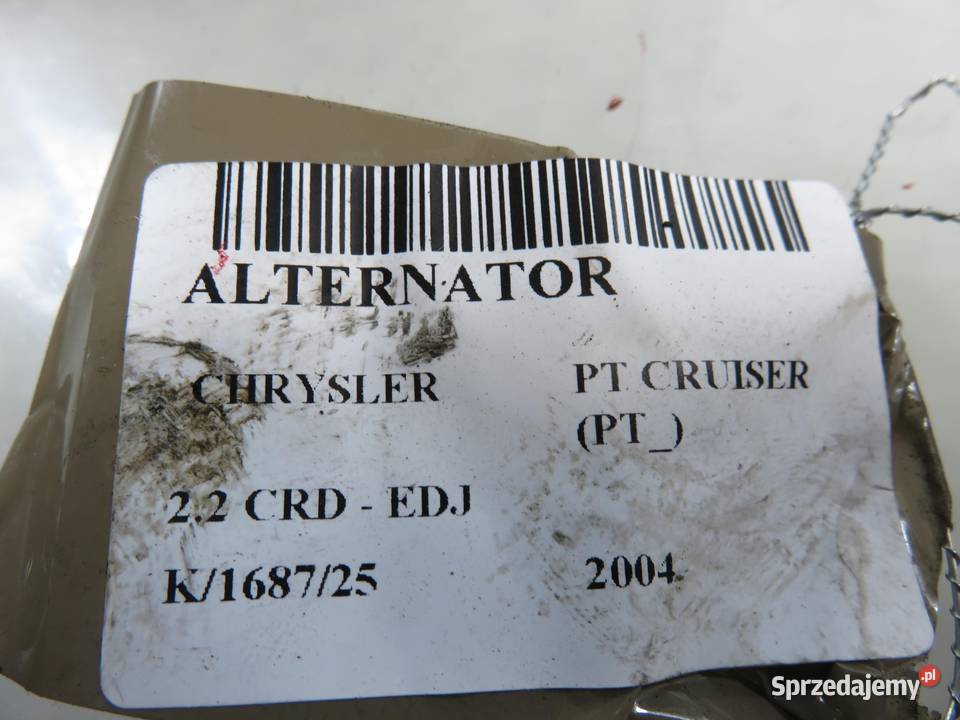 ALTERNATOR
CHRYSLER PT CRUISER
(PT_)
2.2 CRD - EDJ
K/1687/25 2004
Sprzedajemy.pl